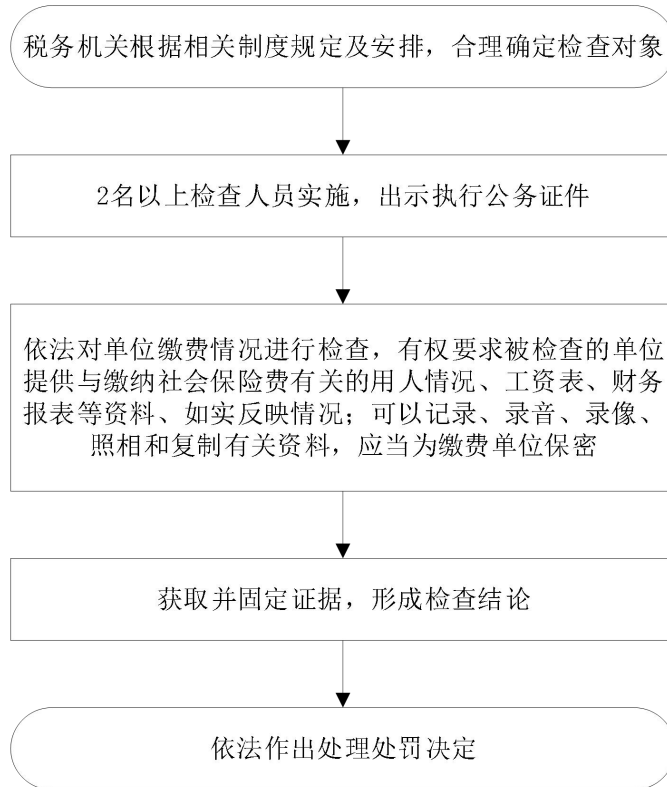 税务机关根据相关制度规定及安排，合理确定检查对象
2名以上检查人员实施，出示执行公务证件
依法对单位缴费情况进行检查，有权要求被检查的单位
提供与缴纳社会保险费有关的用人情况、工资表、财务
报表等资料、如实反映情况；可以记录、录音、录像、
照相和复制有关资料，应当为缴费单位保密
获取并固定证据，形成检查结论
依法作出处理处罚决定